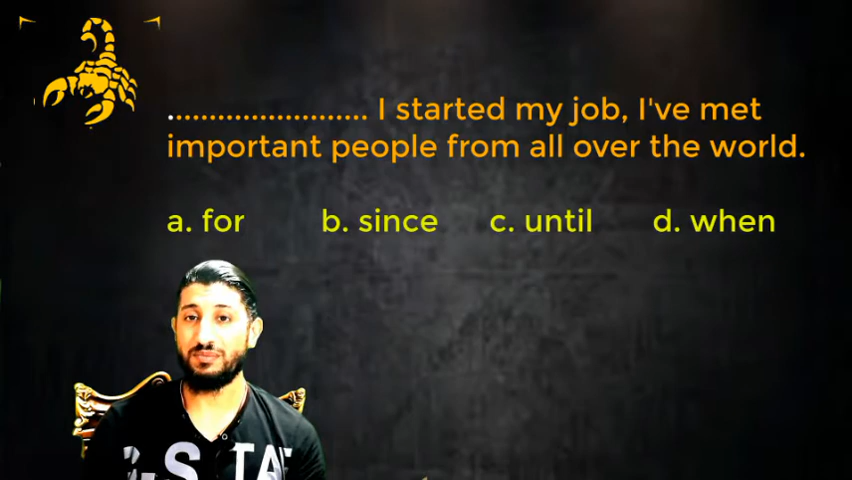 ........................ I started my job, I've met
important people from all over the world.
a. for b. since c. until d. when